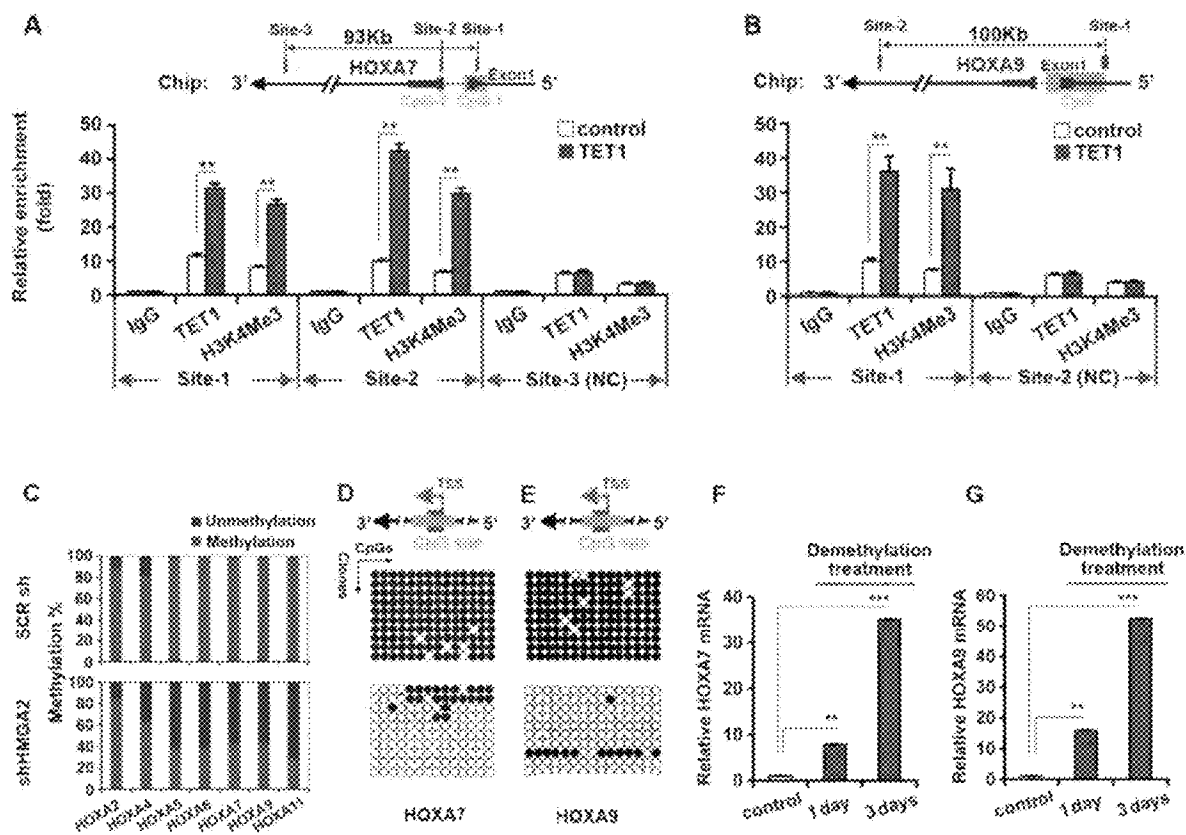 A
Site-3 93Kb Site-2 Site-1
HOXA7 Exon1
Chip: 3' 5'
control
TET1
Relative enrichment
(fold)
50
40
30
20
10
0
IgG TET1 H3K4Me3 IgG TET1 H3K4Me3 IgG TET1 H3K4Me3
** ** ** **
Site-1 Site-2 Site-3 (NC)
B
Site-2 100Kb Site-1
HOXA9 Exon1
Chip: 3' 5'
control
TET1
50
40
30
20
10
0
** **
IgG TET1 H3K4Me3 IgG TET1 H3K4Me3
Site-1 Site-2 (NC)
C
Unmethylation
Methylation
SCR sh
shHMGA2
Methylation %
100
80
60
40
20
0
100
80
60
40
20
0
HOXA2 HOXA4 HOXA5 HOXA6 HOXA7 HOXA9 HOXA11
D
TSS
3' 5'
CpGs
Clones
HOXA7
E
TSS
3' 5'
HOXA9
F
Demethylation
treatment
Relative HOXA7 mRNA
40
30
20
10
0
**
***
control 1 day 3 days
G
Demethylation
treatment
Relative HOXA9 mRNA
60
50
40
30
20
10
0
**
***
control 1 day 3 days